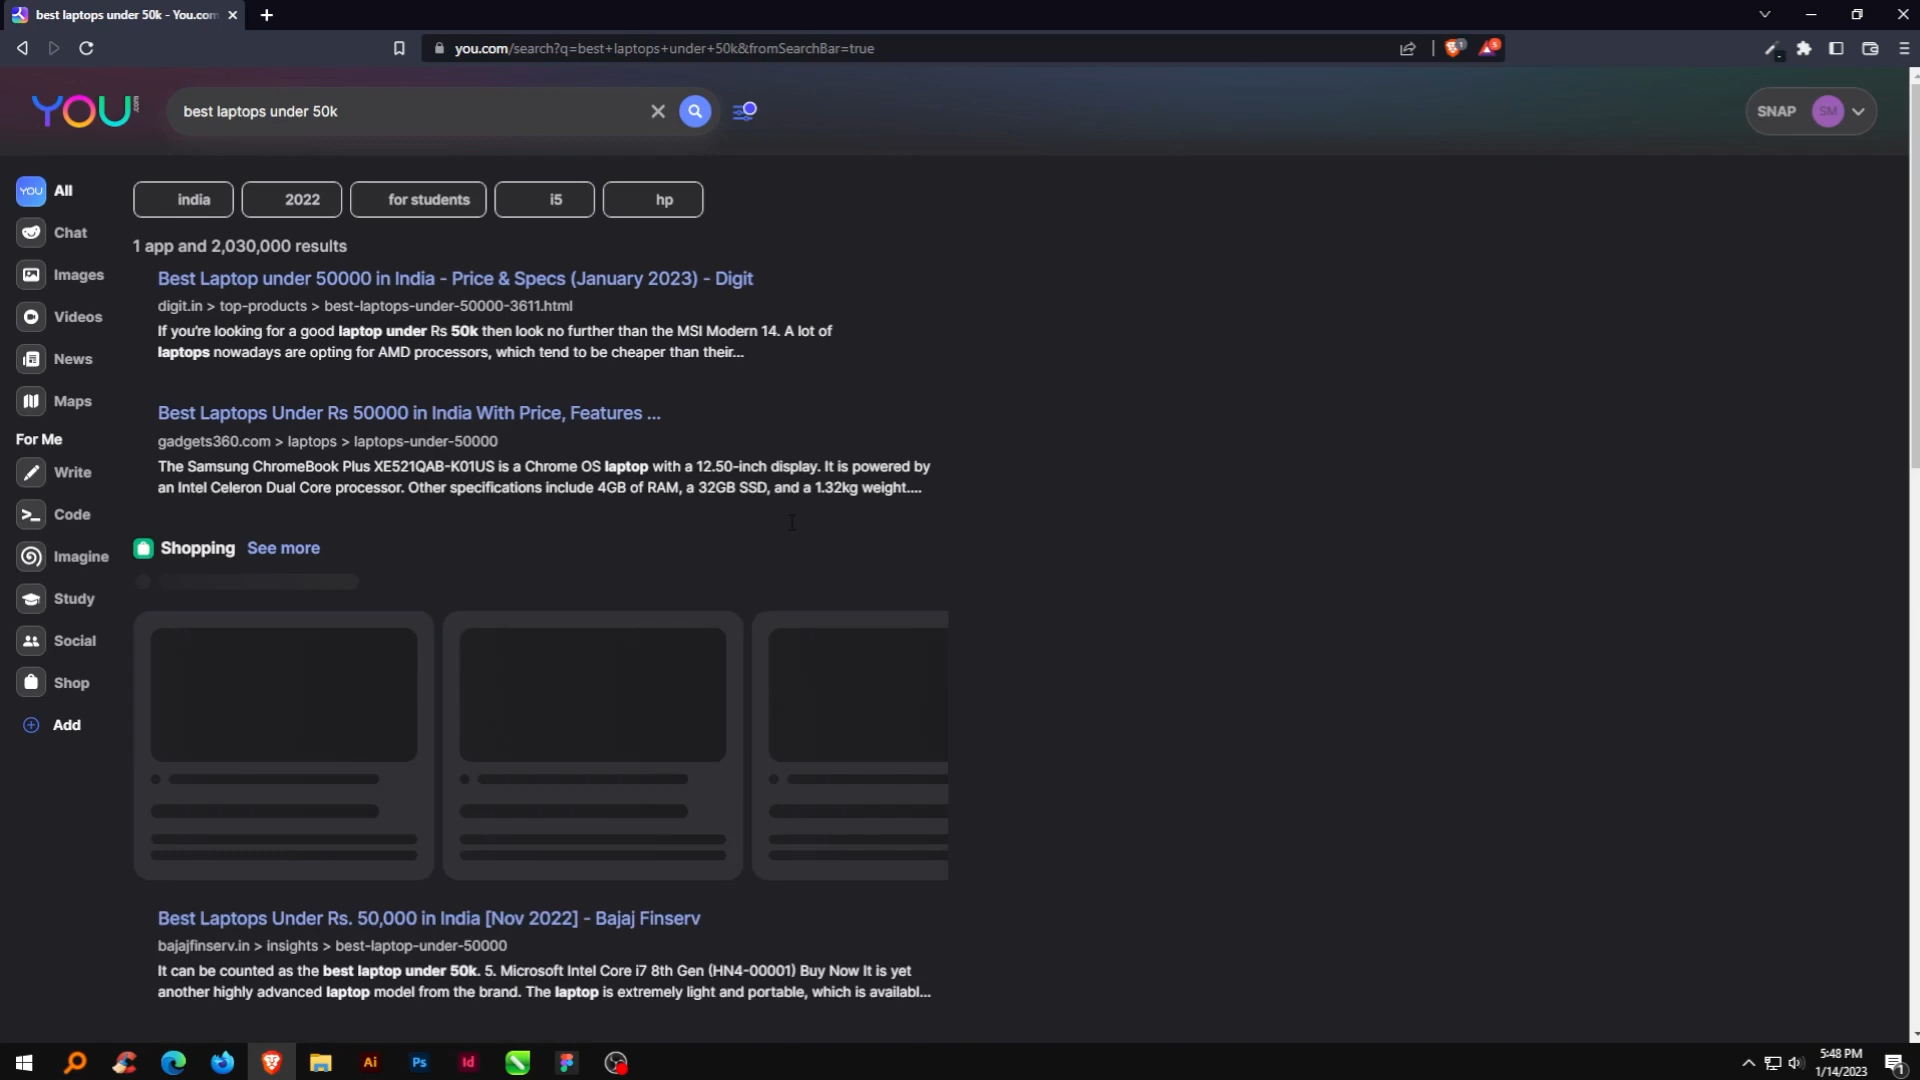 best laptops under 50k - You.com
you.com/search?q=best+laptops+under+50k&fromSearchBar=true
YOU.com
best laptops under 50k
SNAP
SM
YOU All
Chat
Images
Videos
News
Maps
For Me
Write
Code
Imagine
Study
Social
Shop
Add
india
2022
for students
i5
hp
1 app and 2,030,000 results
Best Laptop under 50000 in India - Price & Specs (January 2023) - Digit
digit.in > top-products > best-laptops-under-50000-3611.html
If you're looking for a good laptop under Rs 50k then look no further than the MSI Modern 14. A lot of
laptops nowadays are opting for AMD processors, which tend to be cheaper than their...
Best Laptops Under Rs 50000 in India With Price, Features ...
gadgets360.com > laptops > laptops-under-50000
The Samsung ChromeBook Plus XE521QAB-K01US is a Chrome OS laptop with a 12.50-inch display. It is powered by
an Intel Celeron Dual Core processor. Other specifications include 4GB of RAM, a 32GB SSD, and a 1.32kg weight....
Shopping See more
Best Laptops Under Rs. 50,000 in India [Nov 2022] - Bajaj Finserv
bajajfinserv.in > insights > best-laptop-under-50000
It can be counted as the best laptop under 50k. 5. Microsoft Intel Core i7 8th Gen (HN4-00001) Buy Now It is yet
another highly advanced laptop model from the brand. The laptop is extremely light and portable, which is availabl...
Ai
Ps
Id
5:48 PM
1/14/2023
1